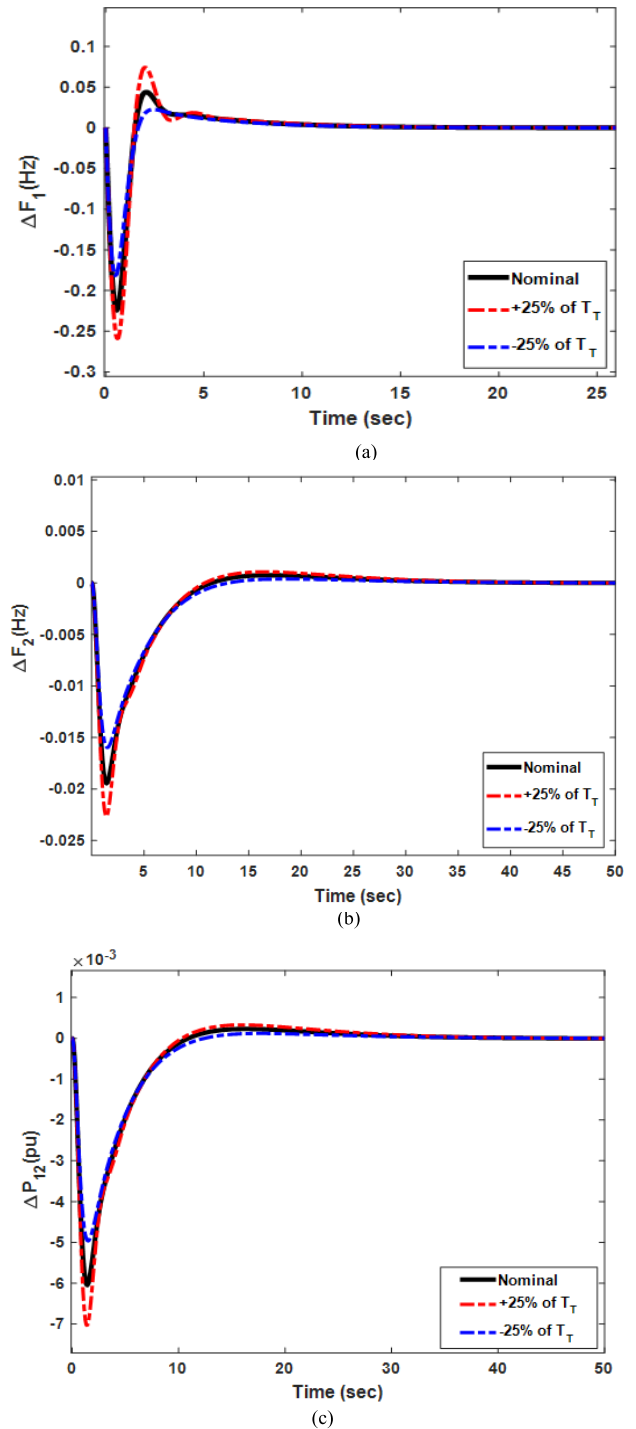 0.1
0.05
0
-0.05
-0.1
-0.15
-0.2
-0.25
-0.3
ΔF1(Hz)
Nominal
+25% of TT
-25% of TT
0 5 10 15 20 25
Time (sec)
(a)
0.01
0.005
0
-0.005
-0.01
-0.015
-0.02
-0.025
ΔF2(Hz)
Nominal
+25% of TT
-25% of TT
5 10 15 20 25 30 35 40 45 50
Time (sec)
(b)
×10-3
1
0
-1
-2
-3
-4
-5
-6
-7
ΔP12(pu)
Nominal
+25% of TT
-25% of TT
0 10 20 30 40 50
Time (sec)
(c)